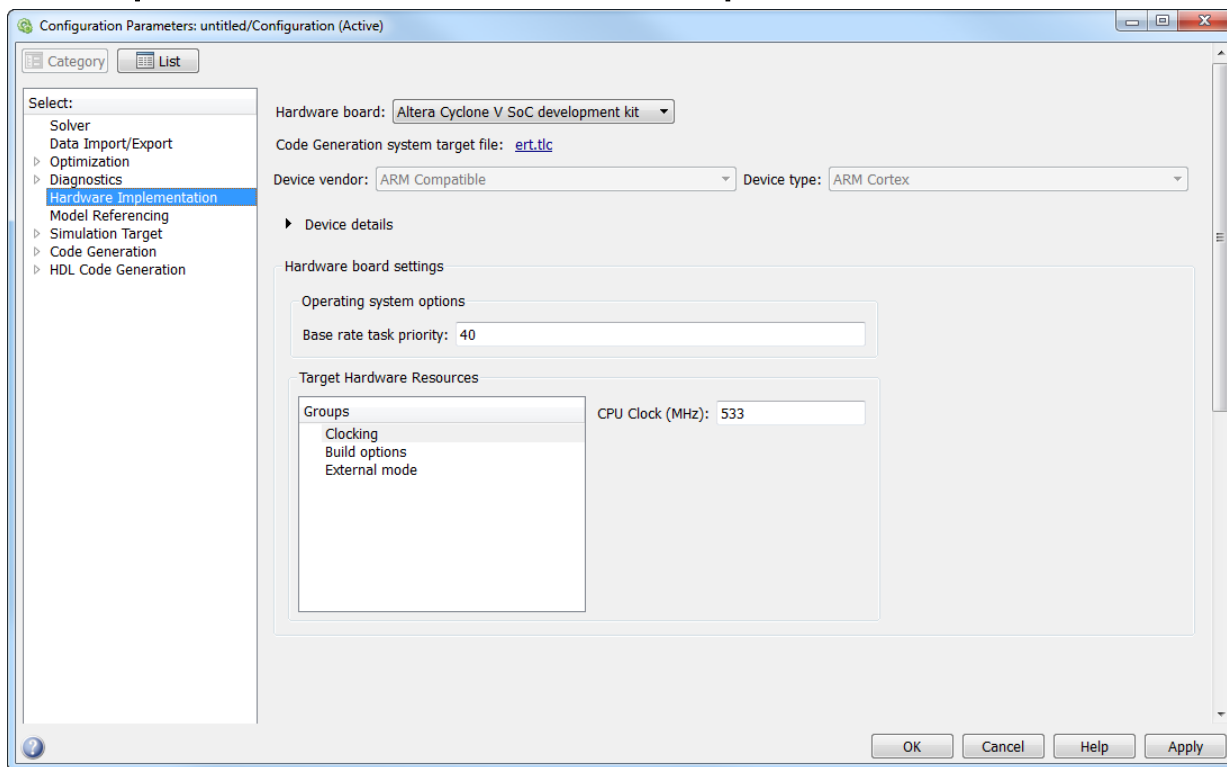 Configuration Parameters: untitled/Configuration (Active)
Category List
Select:
Solver
Data Import/Export
Optimization
Diagnostics
Hardware Implementation
Model Referencing
Simulation Target
Code Generation
HDL Code Generation
Hardware board: Altera Cyclone V SoC development kit
Code Generation system target file: ert.tlc
Device vendor: ARM Compatible Device type: ARM Cortex
Device details
Hardware board settings
Operating system options
Base rate task priority: 40
Target Hardware Resources
Groups
Clocking
Build options
External mode
CPU Clock (MHz): 533
OK Cancel Help Apply